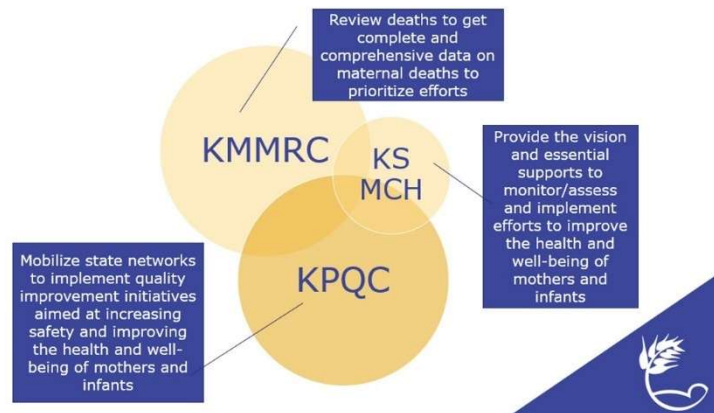 Review deaths to get
complete and
comprehensive data on
maternal deaths to
prioritize efforts
KMMRC
KS
MCH
Provide the vision
and essential
supports to
monitor/assess
and implement
efforts to improve
the health and
well-being of
mothers and
infants
KPQC
Mobilize state networks
to implement quality
improvement initiatives
aimed at increasing
safety and improving
the health and well-
being of mothers and
infants